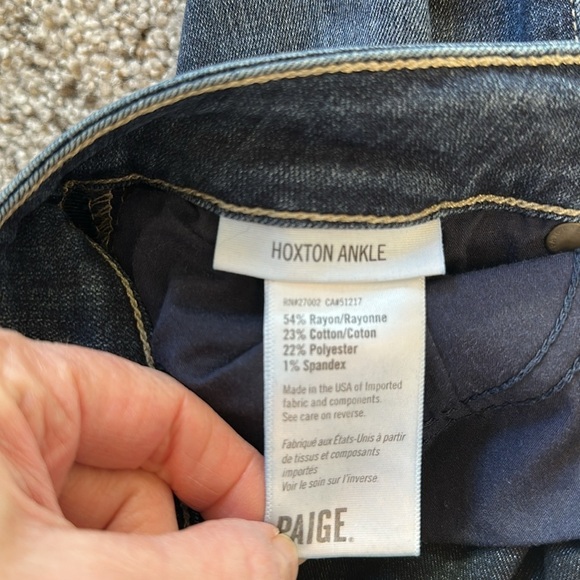 HOXTON ANKLE
RN#27002 CA#51217
54% Rayon/Rayonne
23% Cotton/Coton
22% Polyester
1% Spandex
Made in the USA of Imported
fabric and components.
See care on reverse.
Fabriqué aux États-Unis à partir
de tissus et composants
importés
Voir le soin sur l'inverse.
PAIGE.